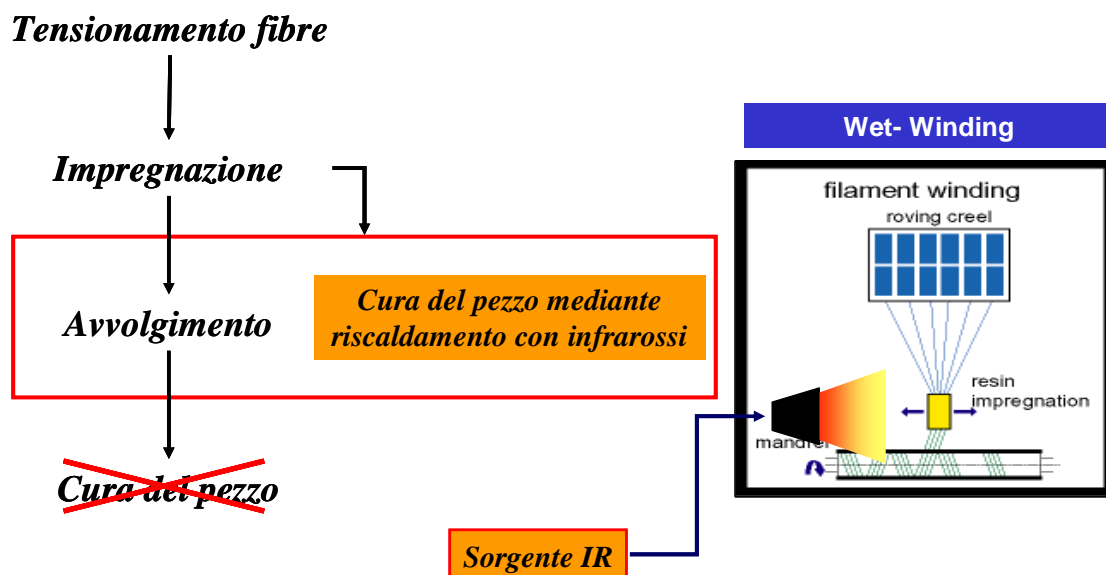 Tensionamento fibre
Impregnazione
Avvolgimento
Cura del pezzo mediante
riscaldamento con infrarossi
Cura del pezzo
Sorgente IR
Wet- Winding
filament winding
roving creel
resin
impregnation
mandrel